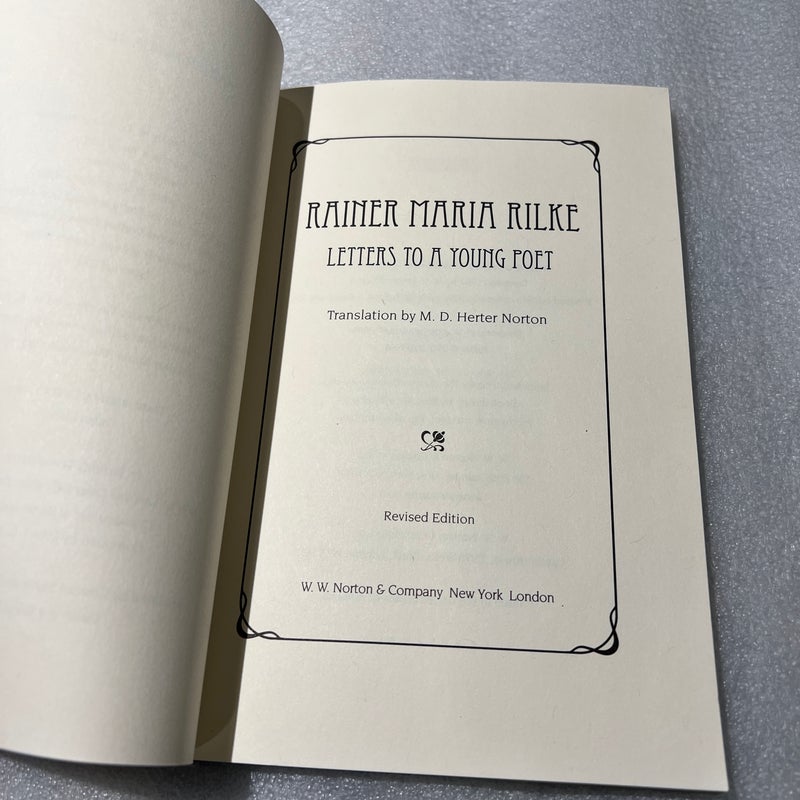 RAINER MARIA RILKE
LETTERS TO A YOUNG POET
Translation by M. D. Herter Norton
Revised Edition
W. W. Norton & Company New York London